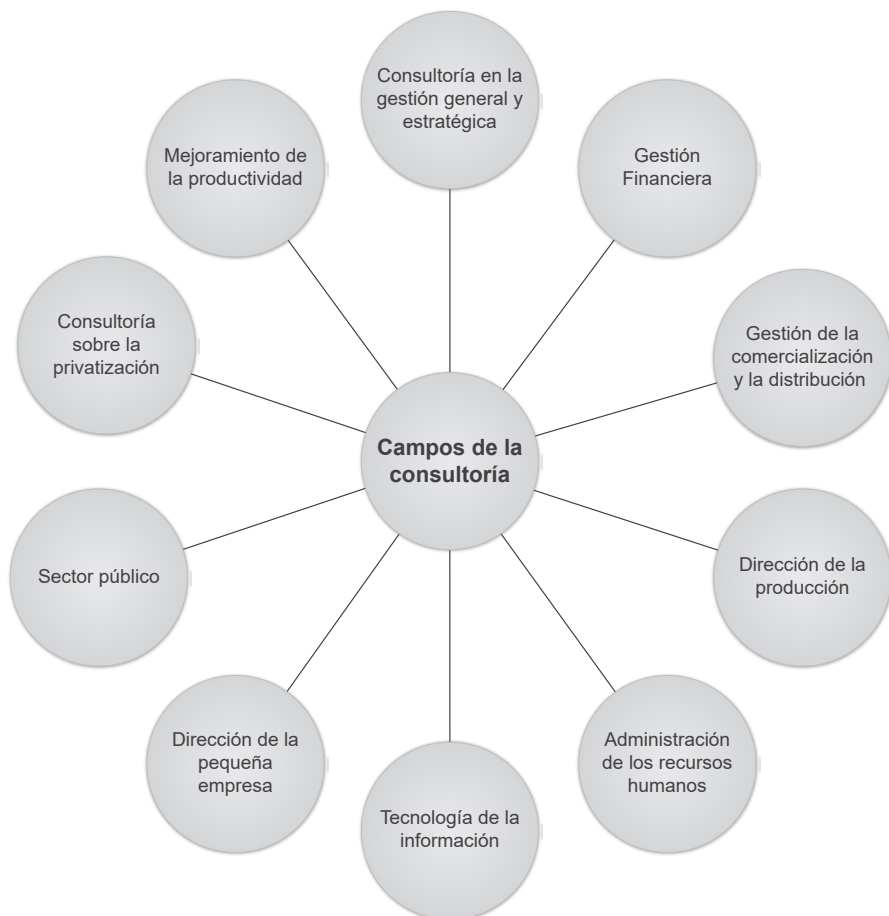 Consultoría en la
gestión general y
estratégica
Gestión
Financiera
Gestión de la
comercialización
y la distribución
Dirección de la
producción
Administración
de los recursos
humanos
Tecnología de la
información
Dirección de la
pequeña
empresa
Sector público
Consultoría
sobre la
privatización
Mejoramiento de
la productividad
Campos de la
consultoría